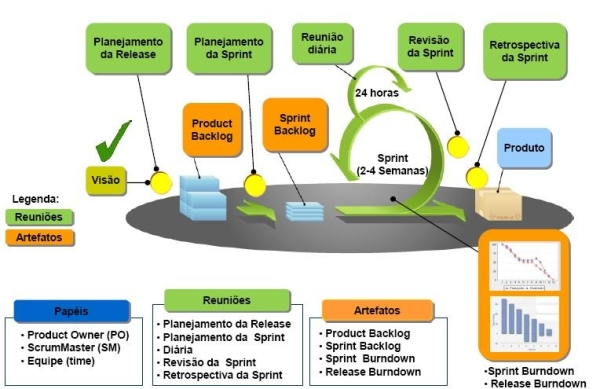 Planejamento
da Release
Planejamento
da Sprint
Reunião
diária
Revisão
da Sprint
Retrospectiva
da Sprint
24 horas
Product
Backlog
Sprint
Backlog
Sprint
(2-4 Semanas)
Produto
Visão
Legenda:
Reuniões
Artefatos
Papéis
• Product Owner (PO)
• ScrumMaster (SM)
• Equipe (time)
Reuniões
• Planejamento da Release
• Planejamento da Sprint
• Diária
• Revisão da Sprint
• Retrospectiva da Sprint
Artefatos
• Product Backlog
• Sprint Backlog
• Sprint Burndown
• Release Burndown
•Sprint Burndown
• Release Burndown